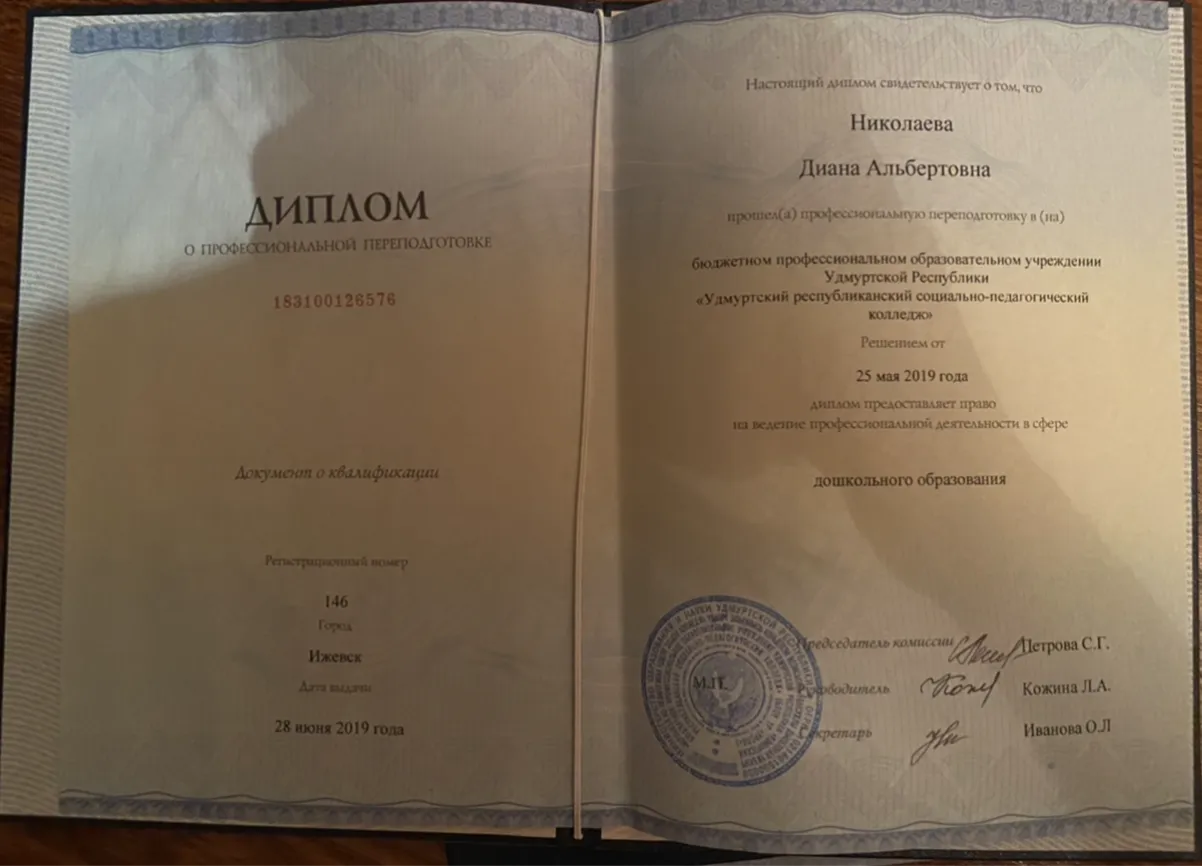 ДИПЛОМ
О ПРОФЕССИОНАЛЬНОЙ ПЕРЕПОДГОТОВКЕ
183100126576
Документ о квалификации
Регистрационный номер
146
Город
Ижевск
Дата выдачи
28 июня 2019 года
Настоящий диплом свидетельствует о том, что
Николаева
Диана Альбертовна
прошел(а) профессиональную переподготовку в (на)
бюджетном профессиональном образовательном учреждении
Удмуртской Республики
«Удмуртский республиканский социально-педагогический
колледж»
Решением от
25 мая 2019 года
диплом предоставляет право
на ведение профессиональной деятельности в сфере
дошкольного образования
Председатель комиссии Петрова С.Г.
М.П. Руководитель Кожина Л.А.
Секретарь Иванова О.Л